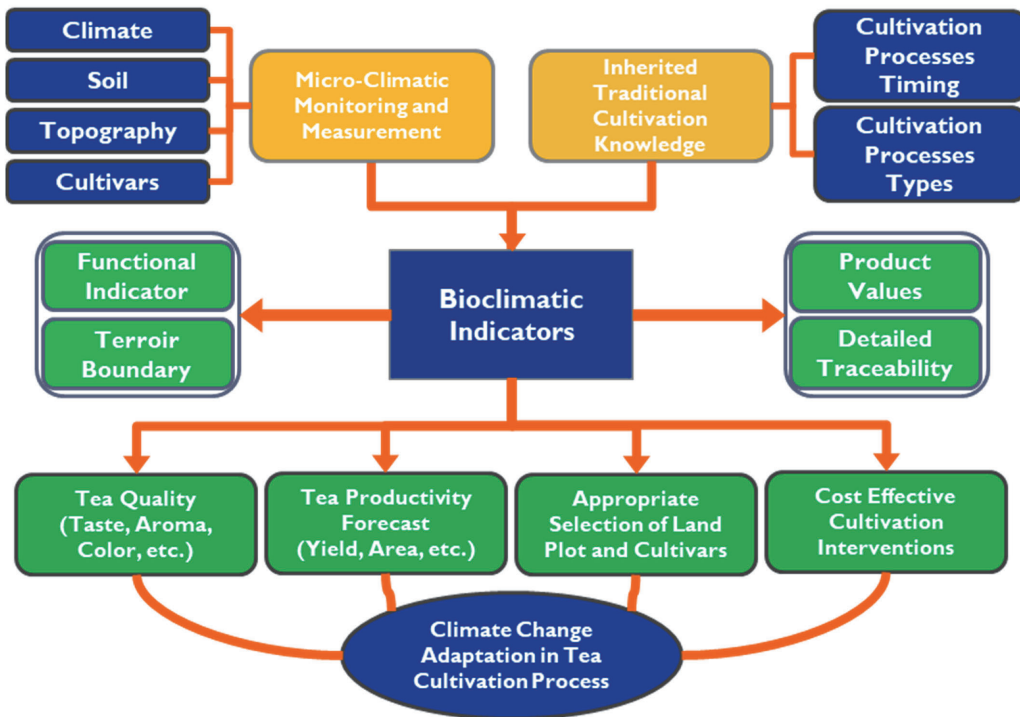 Climate
Soil
Topography
Cultivars
Micro-Climatic
Monitoring and
Measurement
Inherited
Traditional
Cultivation
Knowledge
Cultivation
Processes
Timing
Cultivation
Processes
Types
Functional
Indicator
Terroir
Boundary
Bioclimatic
Indicators
Product
Values
Detailed
Traceability
Tea Quality
(Taste, Aroma,
Color, etc.)
Tea Productivity
Forecast
(Yield, Area, etc.)
Appropriate
Selection of Land
Plot and Cultivars
Cost Effective
Cultivation
Interventions
Climate Change
Adaptation in Tea
Cultivation Process